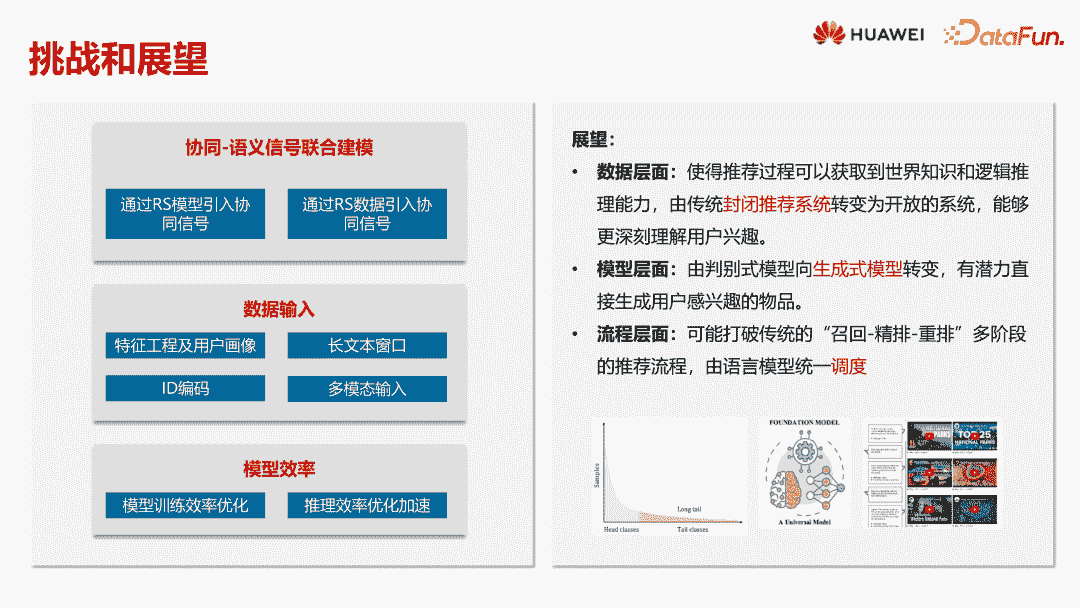 挑战和展望
HUAWEI
DataFun.
协同-语义信号联合建模
通过RS模型引入协
同信号
通过RS数据引入协
同信号
数据输入
特征工程及用户画像
长文本窗口
ID编码
多模态输入
模型效率
模型训练效率优化
推理效率优化加速
展望：
• 数据层面：使得推荐过程可以获取到世界知识和逻辑推
理能力，由传统封闭推荐系统转变为开放的系统，能够
更深刻理解用户兴趣。
• 模型层面：由判别式模型向生成式模型转变，有潜力直
接生成用户感兴趣的物品。
• 流程层面：可能打破传统的“召回-精排-重排”多阶段
的推荐流程，由语言模型统一调度
Samples
Long tail
Head classes
Tail classes
FOUNDATION MODEL
A Universal Model
PARKS
TOP 25
NATIONAL PARKS